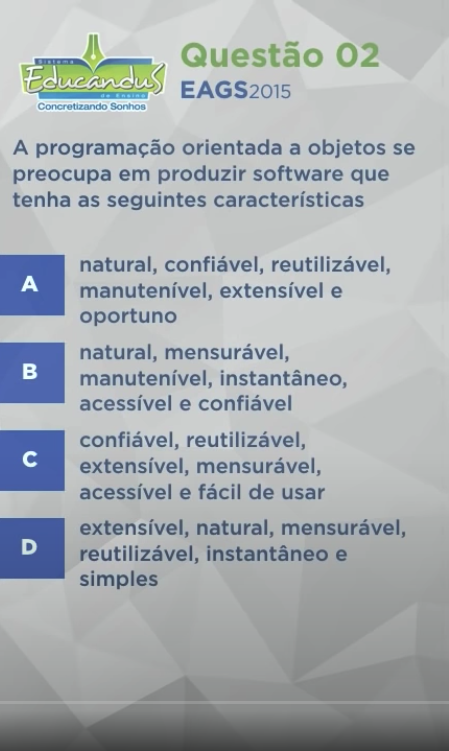 Sistema
Educandus
de Ensino
Concretizando Sonhos
Questão 02
EAGS2015
A programação orientada a objetos se
preocupa em produzir software que
tenha as seguintes características
A
natural, confiável, reutilizável,
manutenível, extensível e
oportuno
B
natural, mensurável,
manutenível, instantâneo,
acessível e confiável
C
confiável, reutilizável,
extensível, mensurável,
acessível e fácil de usar
D
extensível, natural, mensurável,
reutilizável, instantâneo e
simples